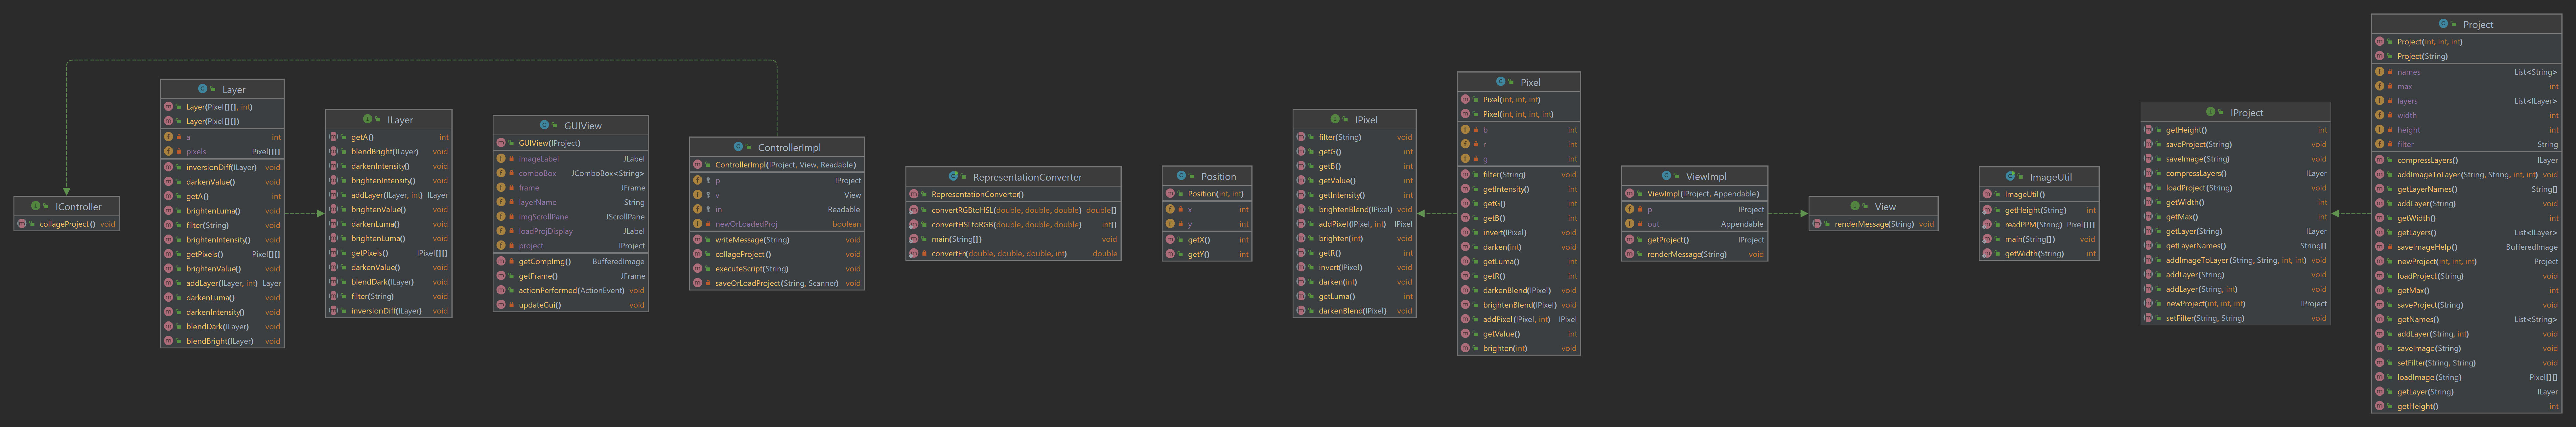 IController
collageProject() void
Layer
Layer(Pixel[][], int)
Layer(Pixel[][])
a int
pixels Pixel[][]
inversionDiff(ILayer) void
darkenValue() void
getA() int
brightenLuma() void
filter(String) void
brightenIntensity() void
getPixels() Pixel[][]
brightenValue() void
addLayer(ILayer, int) Layer
darkenLuma() void
darkenIntensity() void
blendDark(ILayer) void
blendBright(ILayer) void
ILayer
getA() int
blendBright(ILayer) void
darkenIntensity() void
brightenIntensity() void
addLayer(ILayer, int) ILayer
brightenValue() void
darkenLuma() void
brightenLuma() void
getPixels() IPixel[][]
darkenValue() void
blendDark(ILayer) void
filter(String) void
inversionDiff(ILayer) void
GUIView
GUIView(IProject)
imageLabel JLabel
comboBox JComboBox<String>
frame JFrame
layerName String
imgScrollPane JScrollPane
loadProjDisplay JLabel
project IProject
getCompImg() BufferedImage
getFrame() JFrame
actionPerformed(ActionEvent) void
updateGui() void
ControllerImpl
ControllerImpl(IProject, View, Readable)
p IProject
v View
in Readable
newOrLoadedProj boolean
writeMessage(String) void
collageProject() void
executeScript(String) void
saveOrLoadProject(String, Scanner) void
RepresentationConverter
RepresentationConverter()
convertRGBtoHSL(double, double, double) double[]
convertHSLtoRGB(double, double, double) int[]
main(String[]) void
convertFn(double, double, double, int) double
Position
Position(int, int)
x int
y int
getX() int
getY() int
IPixel
filter(String) void
getG() int
getB() int
getValue() int
getIntensity() int
brightenBlend(IPixel) void
addPixel(IPixel, int) IPixel
brighten(int) void
getR() int
invert(IPixel) void
darken(int) void
getLuma() int
darkenBlend(IPixel) void
Pixel
Pixel(int, int, int)
Pixel(int, int, int, int)
b int
r int
g int
filter(String) void
getIntensity() int
getG() int
getB() int
invert(IPixel) void
darken(int) void
getLuma() int
getR() int
darkenBlend(IPixel) void
brightenBlend(IPixel) void
addPixel(IPixel, int) IPixel
getValue() int
brighten(int) void
ViewImpl
ViewImpl(IProject, Appendable)
p IProject
out Appendable
getProject() IProject
renderMessage(String) void
View
renderMessage(String) void
ImageUtil
ImageUtil()
getHeight(String) int
readPPM(String) Pixel[][]
main(String[]) void
getWidth(String) int
IProject
getHeight() int
saveProject(String) void
saveImage(String) void
compressLayers() ILayer
loadProject(String) void
getWidth() int
getMax() int
getLayer(String) ILayer
getLayerNames() String[]
addImageToLayer(String, String, int, int) void
addLayer(String) void
addLayer(String, int) void
newProject(int, int, int) IProject
setFilter(String, String) void
Project
Project(int, int, int)
Project(String)
names List<String>
max int
layers List<ILayer>
width int
height int
filter String
compressLayers() ILayer
addImageToLayer(String, String, int, int) void
getLayerNames() String[]
addLayer(String) void
getWidth() int
getLayers() List<ILayer>
saveImageHelp() BufferedImage
newProject(int, int, int) Project
loadProject(String) void
getMax() int
saveProject(String) void
getNames() List<String>
addLayer(String, int) void
saveImage(String) void
setFilter(String, String) void
loadImage(String) Pixel[][]
getLayer(String) ILayer
getHeight() int